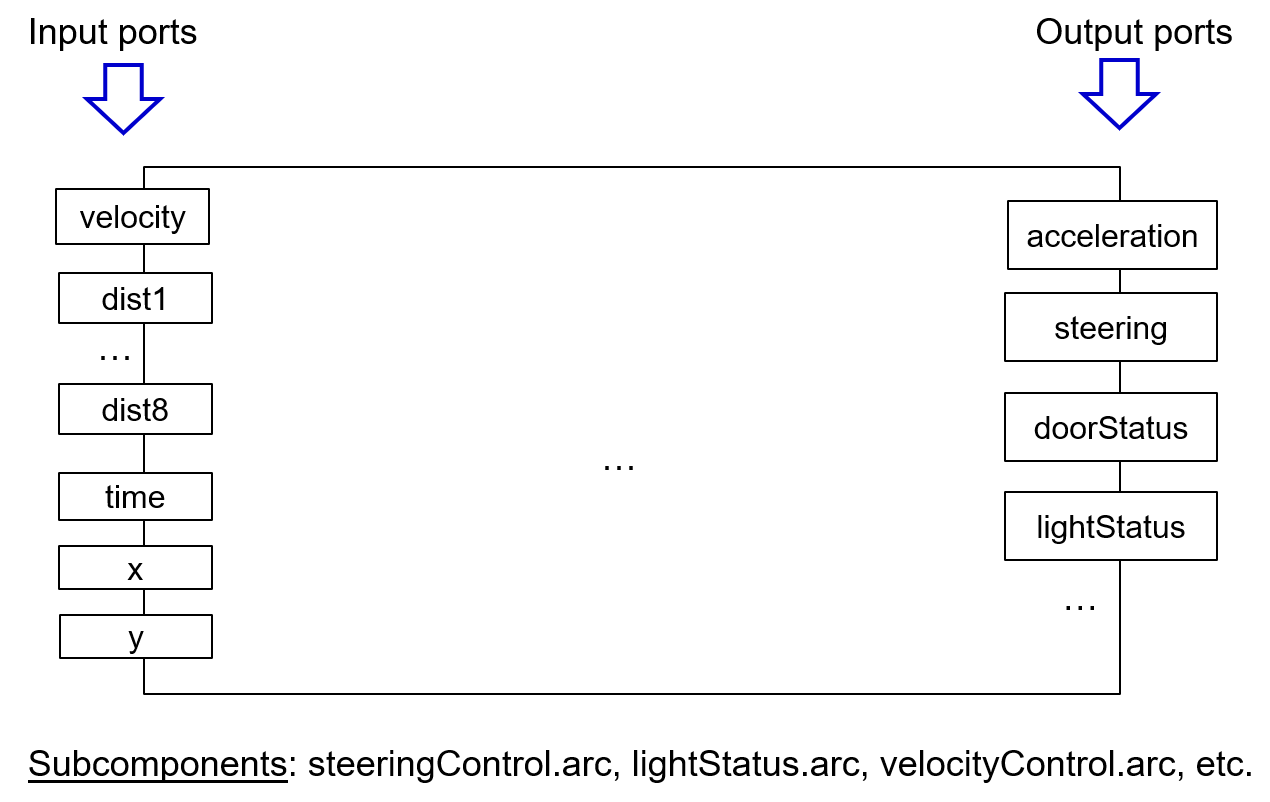 Input ports
Output ports
velocity
dist1
…
dist8
time
x
y
…
acceleration
steering
doorStatus
lightStatus
…
Subcomponents: steeringControl.arc, lightStatus.arc, velocityControl.arc, etc.